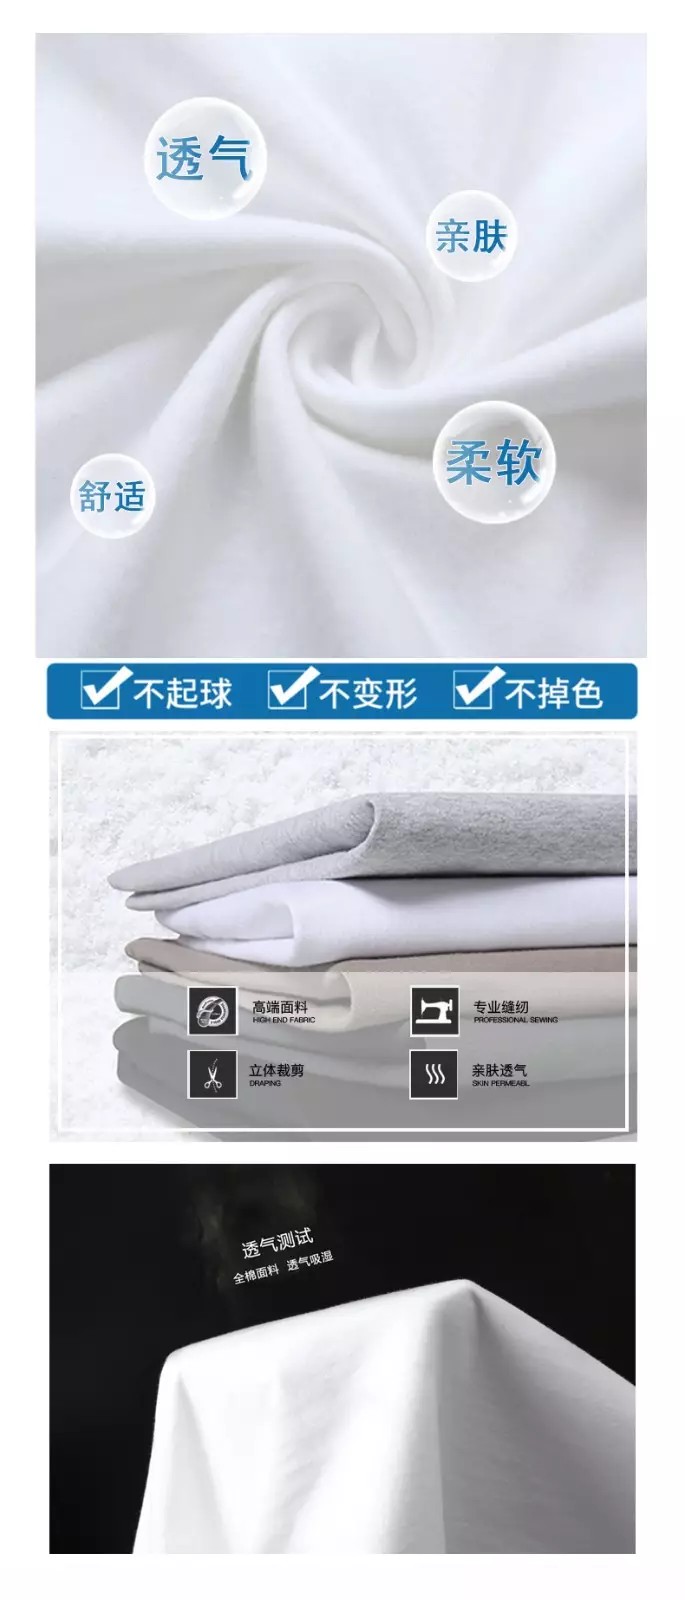 透气
亲肤
柔软
舒适
不起球 不变形 不掉色
高端面料
HIGH END FABRIC
专业缝纫
PROFESSIONAL SEWING
立体裁剪
DRAPING
亲肤透气
SKIN PERMEABL
透气测试
全棉面料 透气吸湿